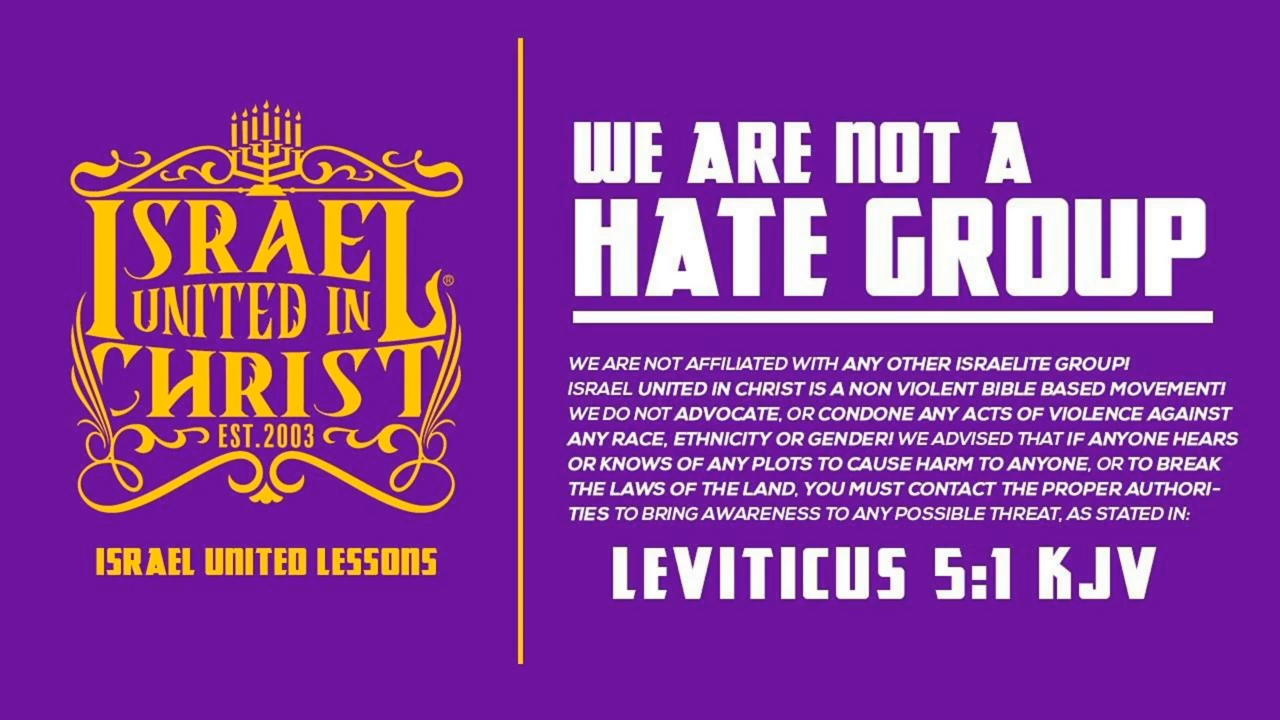 ISRAEL
UNITED IN
CHRIST
®
EST. 2003
ISRAEL UNITED LESSONS
WE ARE NOT A
HATE GROUP
WE ARE NOT AFFILIATED WITH ANY OTHER ISRAELITE GROUP!
ISRAEL UNITED IN CHRIST IS A NON VIOLENT BIBLE BASED MOVEMENT!
WE DO NOT ADVOCATE, OR CONDONE ANY ACTS OF VIOLENCE AGAINST
ANY RACE, ETHNICITY OR GENDER! WE ADVISED THAT IF ANYONE HEARS
OR KNOWS OF ANY PLOTS TO CAUSE HARM TO ANYONE, OR TO BREAK
THE LAWS OF THE LAND, YOU MUST CONTACT THE PROPER AUTHORI-
TIES TO BRING AWARENESS TO ANY POSSIBLE THREAT, AS STATED IN:
LEVITICUS 5:1 KJV